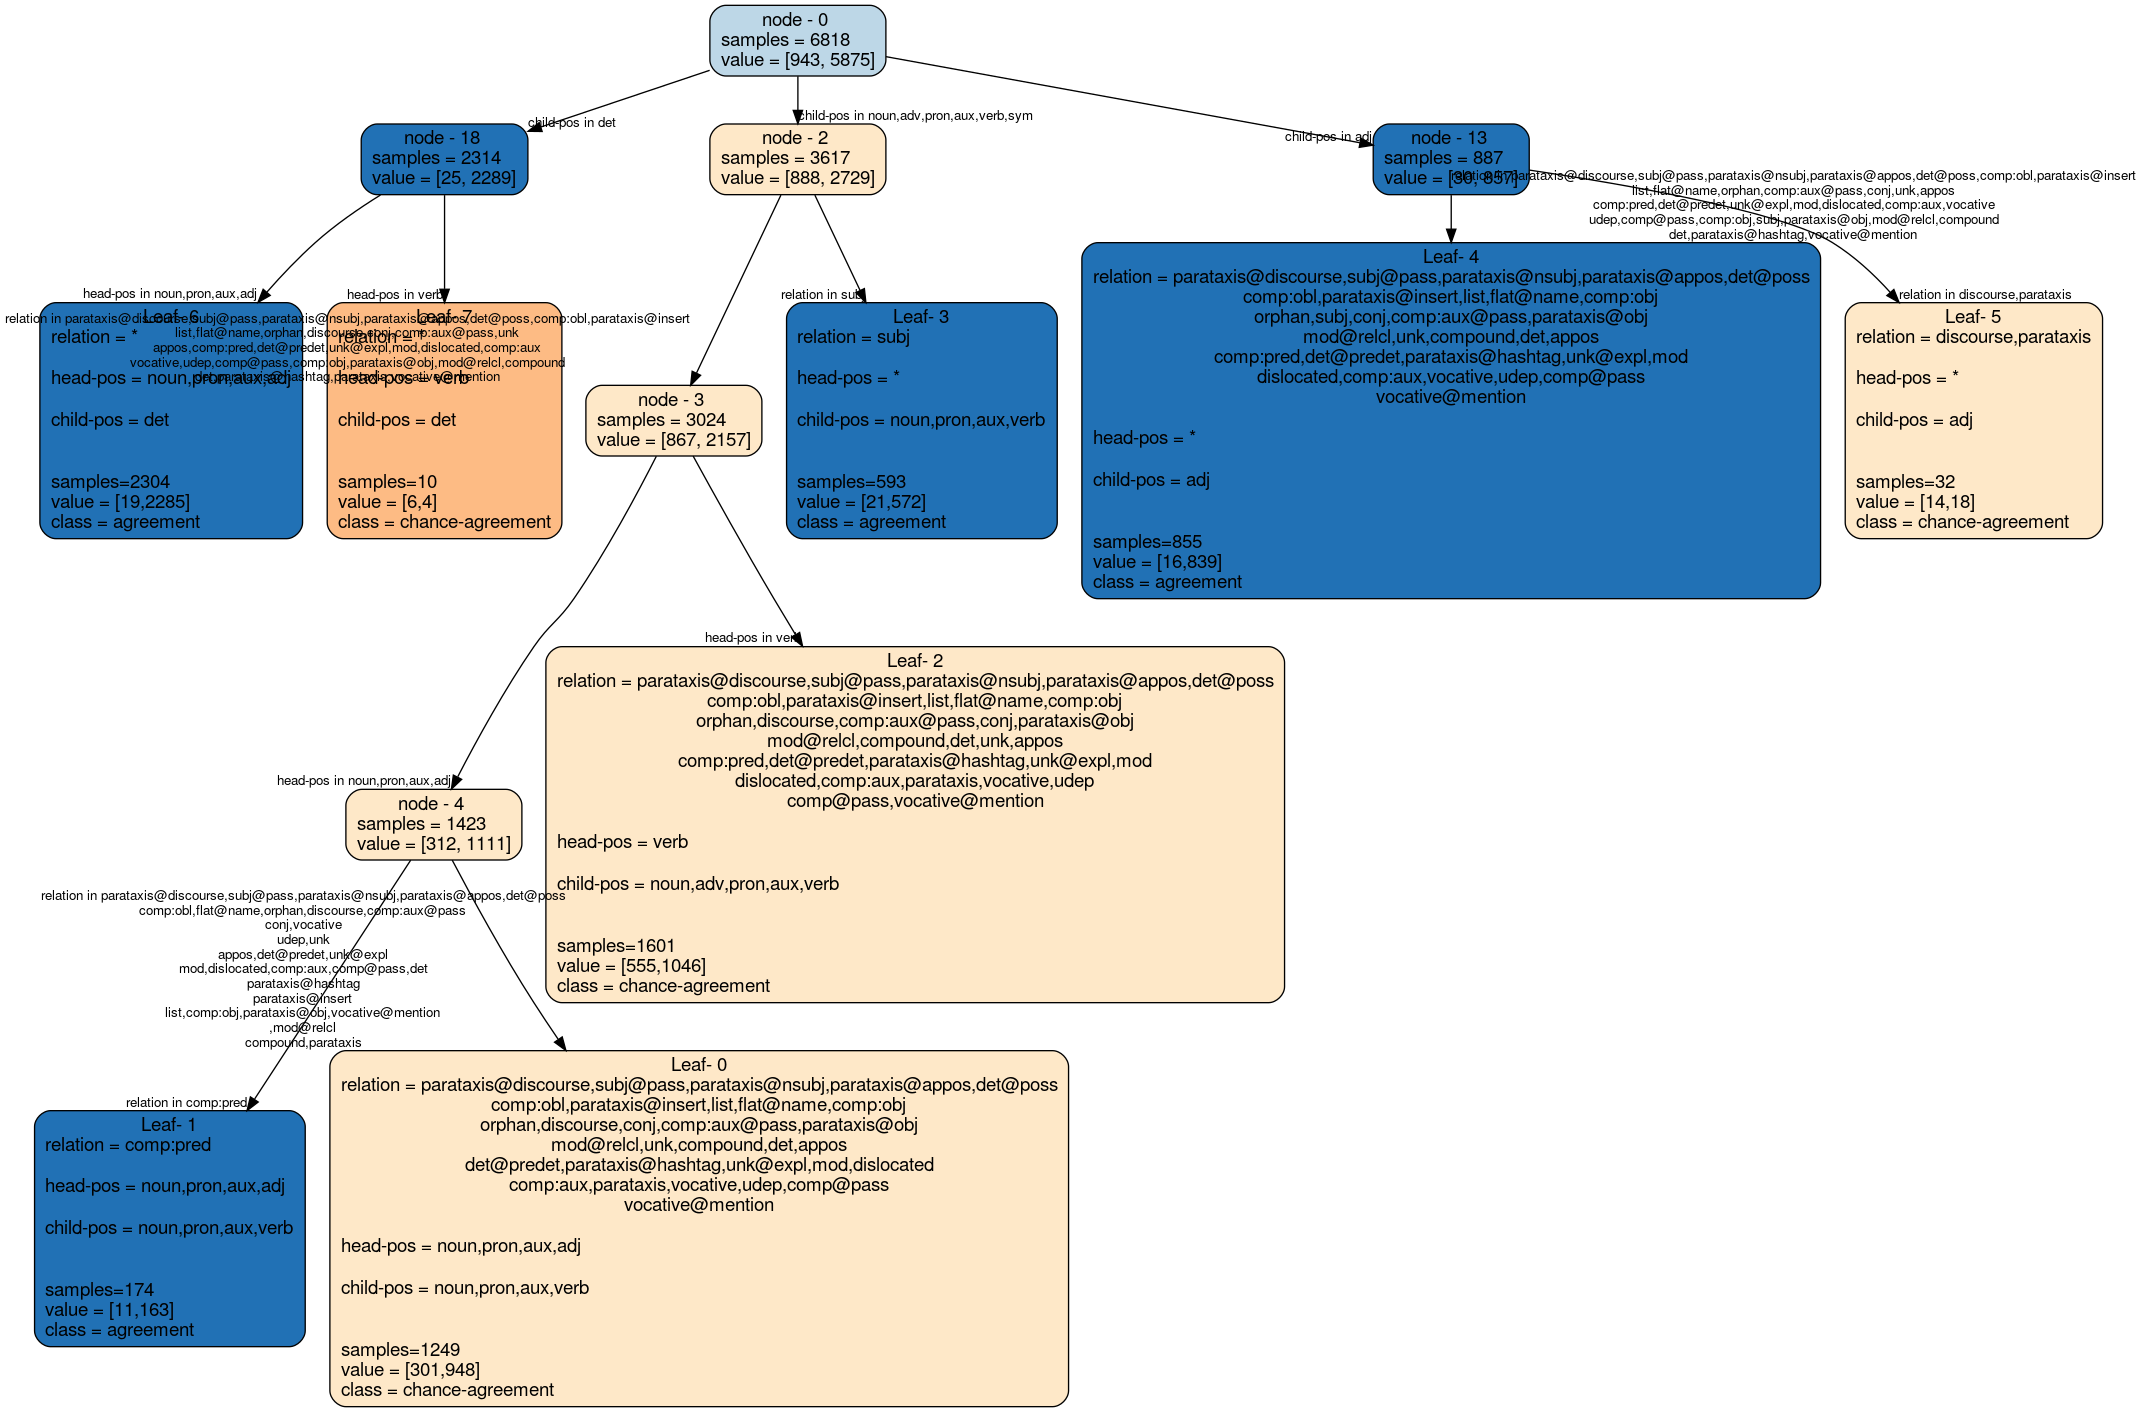 node - 0
samples = 6818
value = [943, 5875]
child-pos in det
child-pos in noun,adv,pron,aux,verb,sym
child-pos in adj
node - 18
samples = 2314
value = [25, 2289]
node - 2
samples = 3617
value = [888, 2729]
node - 13
samples = 887
value = [30, 857]
relation in parataxis@discourse,subj@pass,parataxis@nsubj,parataxis@appos,det@poss,comp:obl,parataxis@insert
list,flat@name,orphan,comp:aux@pass,conj,unk,appos
comp:pred,det@predet,unk@expl,mod,dislocated,comp:aux,vocative
udep,comp@pass,comp:obj,subj,parataxis@obj,mod@relcl,compound
det,parataxis@hashtag,vocative@mention
head-pos in noun,pron,aux,adj
head-pos in verb
relation in subj
relation in discourse,parataxis
relation in parataxis@discourse,subj@pass,parataxis@nsubj,parataxis@appos,det@poss,comp:obl,parataxis@insert
list,flat@name,orphan,discourse,conj,comp:aux@pass,unk
appos,comp:pred,det@predet,unk@expl,mod,dislocated,comp:aux
vocative,udep,comp@pass,comp:obj,parataxis@obj,mod@relcl,compound
det,parataxis@hashtag,parataxis,vocative@mention
Leaf- 6
relation = *
head-pos = noun,pron,aux,adj
child-pos = det
samples=2304
value = [19,2285]
class = agreement
Leaf- 7
relation = *
head-pos = verb
child-pos = det
samples=10
value = [6,4]
class = chance-agreement
node - 3
samples = 3024
value = [867, 2157]
Leaf- 3
relation = subj
head-pos = *
child-pos = noun,pron,aux,verb
samples=593
value = [21,572]
class = agreement
Leaf- 4
relation = parataxis@discourse,subj@pass,parataxis@nsubj,parataxis@appos,det@poss
comp:obl,parataxis@insert,list,flat@name,comp:obj
orphan,subj,conj,comp:aux@pass,parataxis@obj
mod@relcl,unk,compound,det,appos
comp:pred,det@predet,parataxis@hashtag,unk@expl,mod
dislocated,comp:aux,vocative,udep,comp@pass
vocative@mention
head-pos = *
child-pos = adj
samples=855
value = [16,839]
class = agreement
Leaf- 5
relation = discourse,parataxis
head-pos = *
child-pos = adj
samples=32
value = [14,18]
class = chance-agreement
head-pos in noun,pron,aux,adj
head-pos in verb
node - 4
samples = 1423
value = [312, 1111]
Leaf- 2
relation = parataxis@discourse,subj@pass,parataxis@nsubj,parataxis@appos,det@poss
comp:obl,parataxis@insert,list,flat@name,comp:obj
orphan,discourse,comp:aux@pass,conj,parataxis@obj
mod@relcl,compound,det,unk,appos
comp:pred,det@predet,parataxis@hashtag,unk@expl,mod
dislocated,comp:aux,parataxis,vocative,udep
comp@pass,vocative@mention
head-pos = verb
child-pos = noun,adv,pron,aux,verb
samples=1601
value = [555,1046]
class = chance-agreement
relation in parataxis@discourse,subj@pass,parataxis@nsubj,parataxis@appos,det@poss
comp:obl,flat@name,orphan,discourse,comp:aux@pass
conj,vocative
udep,unk
appos,det@predet,unk@expl
mod,dislocated,comp:aux,comp@pass,det
parataxis@hashtag
parataxis@insert
list,comp:obj,parataxis@obj,vocative@mention
,mod@relcl
compound,parataxis
relation in comp:pred
Leaf- 1
relation = comp:pred
head-pos = noun,pron,aux,adj
child-pos = noun,pron,aux,verb
samples=174
value = [11,163]
class = agreement
Leaf- 0
relation = parataxis@discourse,subj@pass,parataxis@nsubj,parataxis@appos,det@poss
comp:obl,parataxis@insert,list,flat@name,comp:obj
orphan,discourse,conj,comp:aux@pass,parataxis@obj
mod@relcl,unk,compound,det,appos
det@predet,parataxis@hashtag,unk@expl,mod,dislocated
comp:aux,parataxis,vocative,udep,comp@pass
vocative@mention
head-pos = noun,pron,aux,adj
child-pos = noun,pron,aux,verb
samples=1249
value = [301,948]
class = chance-agreement